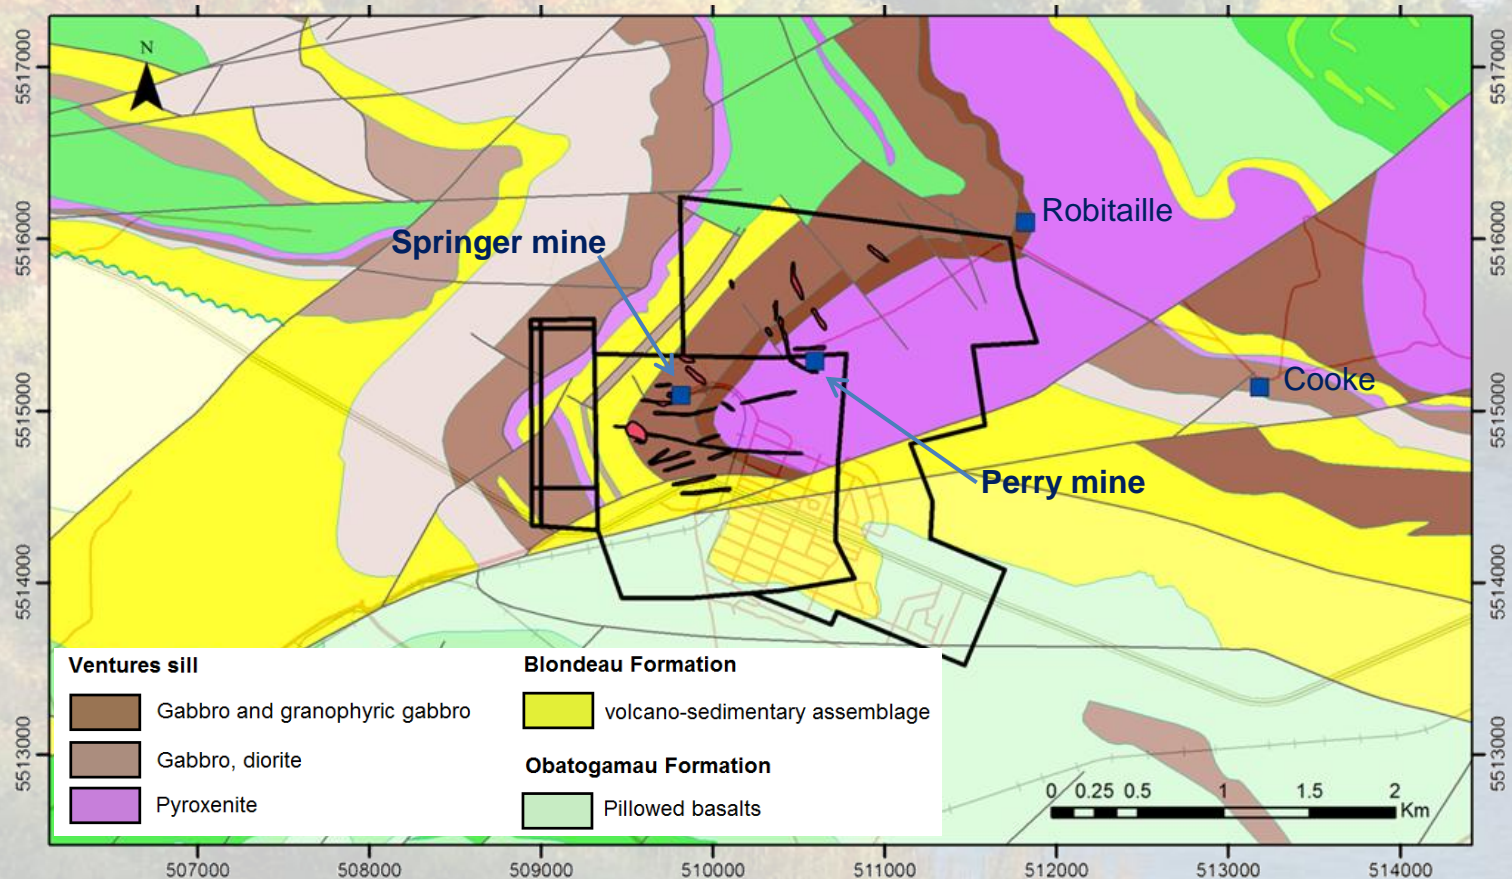 N
Robitaille
Springer mine
Cooke
Perry mine
5517000
5516000
5515000
5514000
5513000
5517000
5516000
5515000
5514000
5513000
Ventures sill
Gabbro and granophyric gabbro
Gabbro, diorite
Pyroxenite
Blondeau Formation
volcano-sedimentary assemblage
Obatogamau Formation
Pillowed basalts
0 0.25 0.5 1 1.5 2
Km
507000 508000 509000 510000 511000 512000 513000 514000